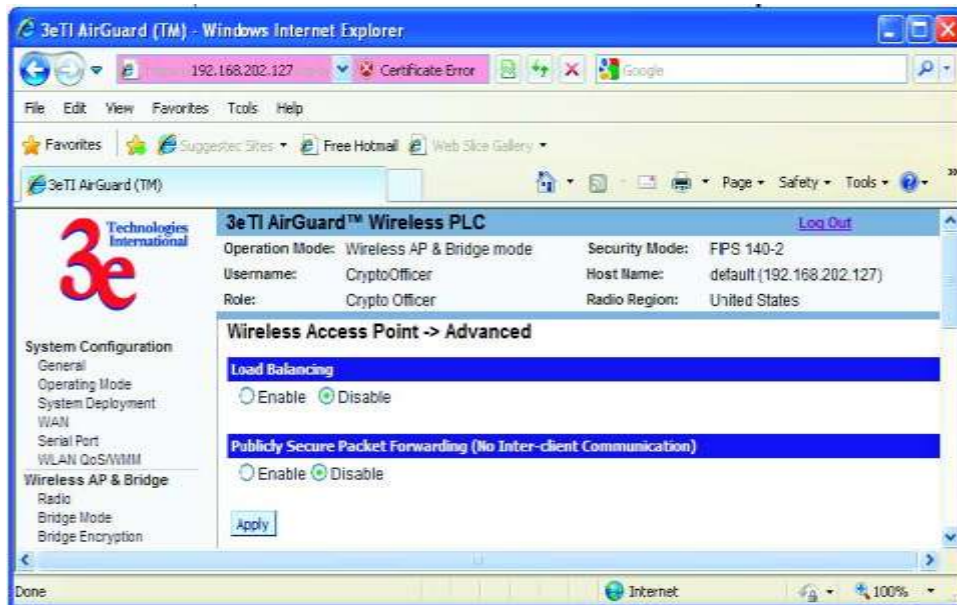 3eTI AirGuard (TM) - Windows Internet Explorer
192.168.202.127 Certificate Error Google
File Edit View Favorites Tools Help
Favorites Suggested Sites Free Hotmail Web Slice Gallery
3eTI AirGuard (TM) Page Safety Tools
3e Technologies International
3eTI AirGuard™ Wireless PLC Log Out
Operation Mode: Wireless AP & Bridge mode Security Mode: FIPS 140-2
Username: CryptoOfficer Host Name: default (192.168.202.127)
Role: Crypto Officer Radio Region: United States
System Configuration
General
Operating Mode
System Deployment
WAN
Serial Port
WLAN QoS/WMM
Wireless AP & Bridge
Radio
Bridge Mode
Bridge Encryption
Wireless Access Point -> Advanced
Load Balancing
Enable Disable
Publicly Secure Packet Forwarding (No Inter-client Communication)
Enable Disable
Apply
Done Internet 100%